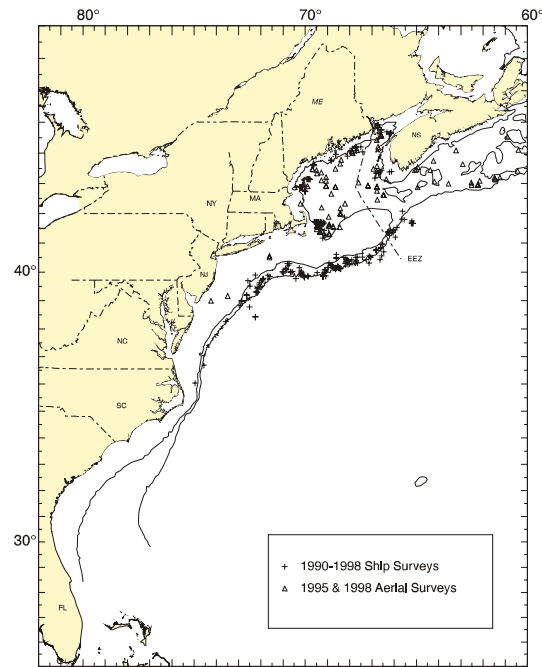 80° 70° 60°
ME
NS
NY
MA
EEZ
40°
NJ
NC
SC
30°
+ 1990-1998 Ship Surveys
△ 1995 & 1998 Aerial Surveys
FL